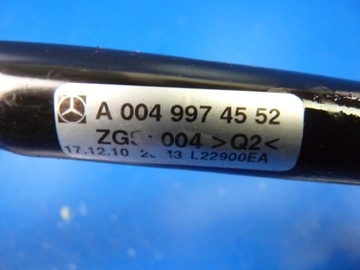 A 004 997 45 52
ZGS: 004 >Q2<
17.12.10 13 L22900EA